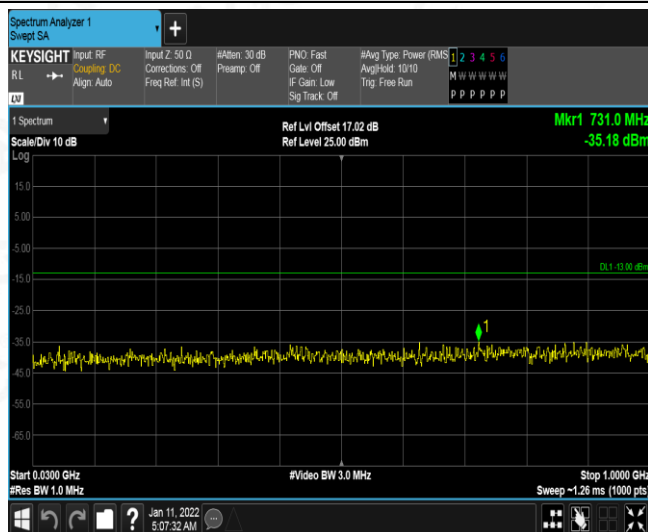 Spectrum Analyzer 1
Swept SA
+
KEYSIGHT
RL
LXI
Input: RF
Coupling: DC
Align: Auto
Input Z: 50 Ω
Corrections: Off
Freq Ref: Int (S)
#Atten: 30 dB
Preamp: Off
PNO: Fast
Gate: Off
IF Gain: Low
Sig Track: Off
#Avg Type: Power (RMS
Avg|Hold: 10/10
Trig: Free Run
1 2 3 4 5 6
M W W W W W
P P P P P P
1 Spectrum
Scale/Div 10 dB
Log
Ref Lvl Offset 17.02 dB
Ref Level 25.00 dBm
Mkr1 731.0 MHz
-35.18 dBm
15.0
5.00
-5.00
DL1 -13.00 dBm
-15.0
-25.0
1
-35.0
-45.0
-55.0
-65.0
Start 0.0300 GHz
#Res BW 1.0 MHz
#Video BW 3.0 MHz
Stop 1.0000 GHz
Sweep ~1.26 ms (1000 pts)
?
Jan 11, 2022
5:07:32 AM